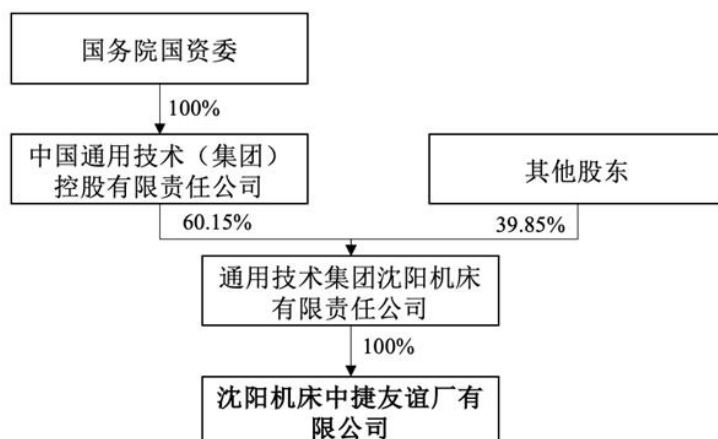 国务院国资委
100%
中国通用技术（集团）
控股有限责任公司
其他股东
60.15%
39.85%
通用技术集团沈阳机床
有限责任公司
100%
沈阳机床中捷友谊厂有
限公司